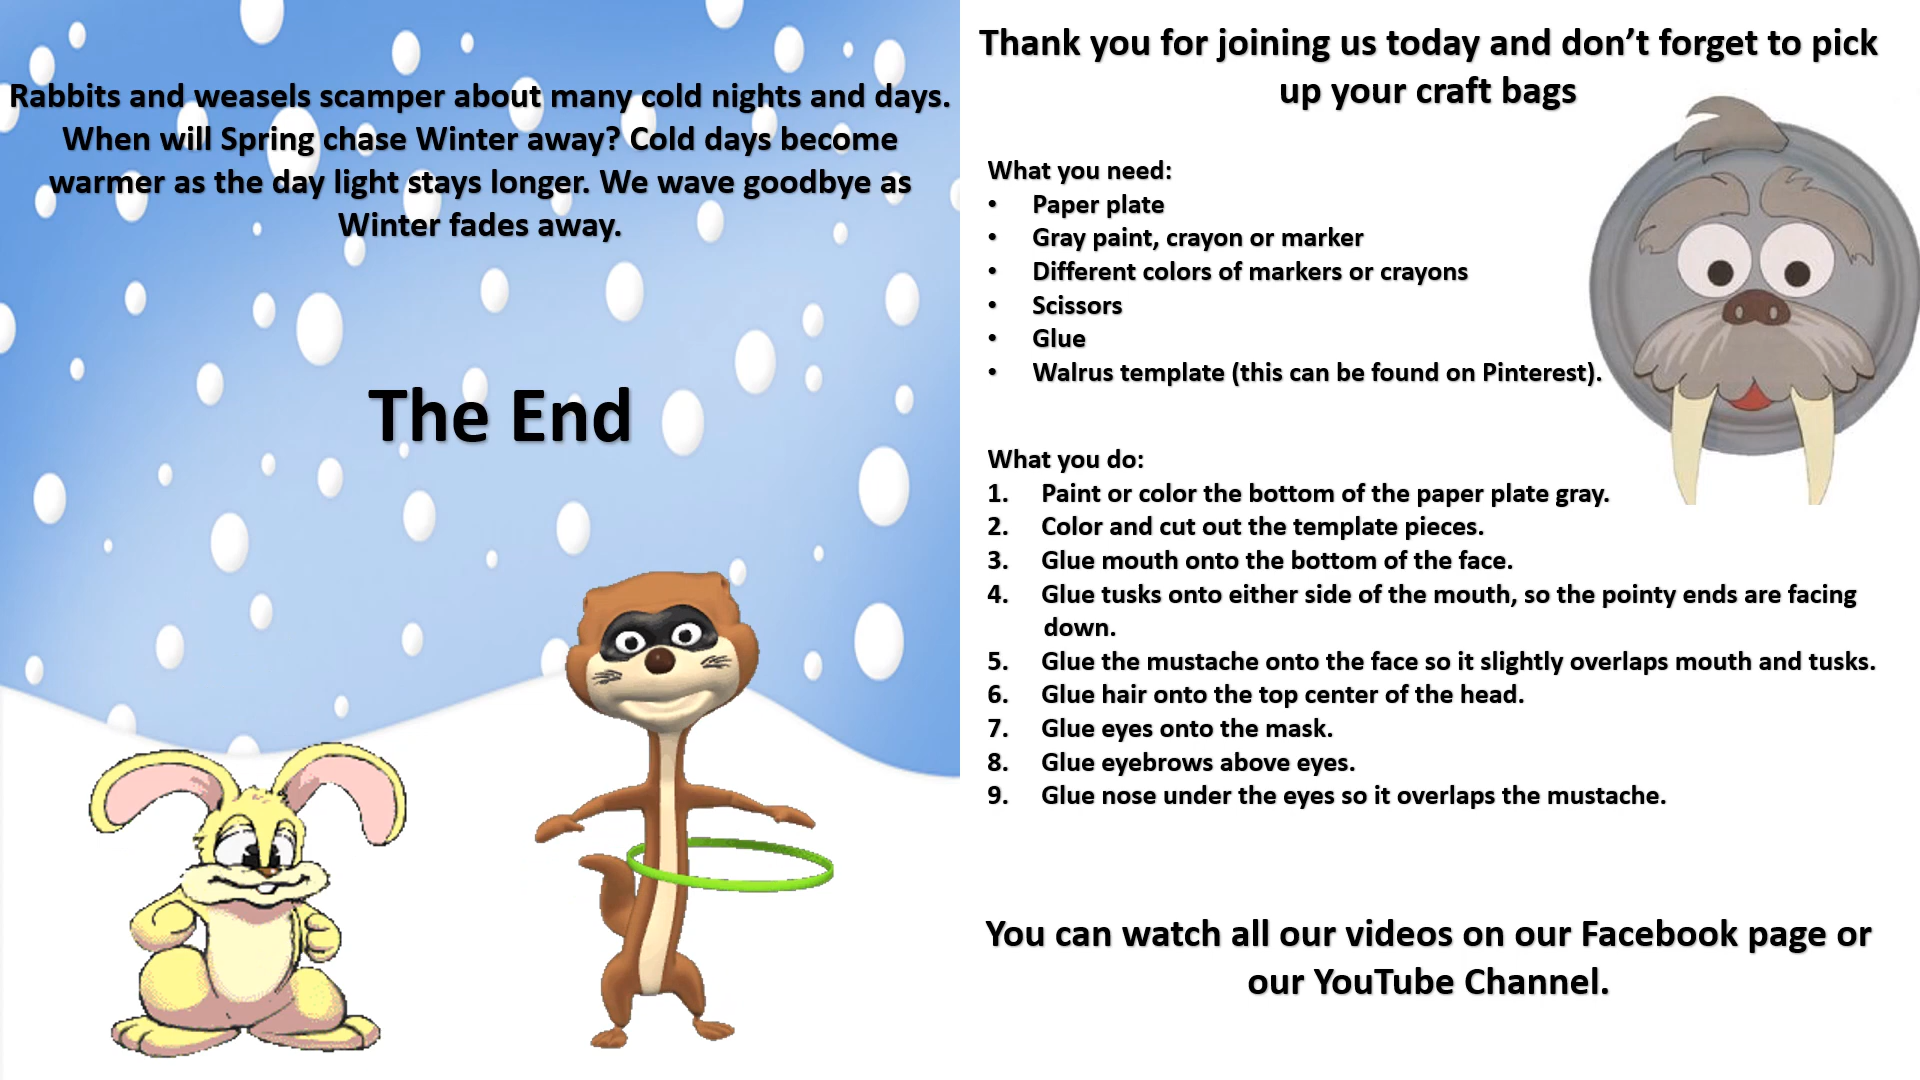 Rabbits and weasels scamper about many cold nights and days.
When will Spring chase Winter away? Cold days become
warmer as the day light stays longer. We wave goodbye as
Winter fades away.
The End
Thank you for joining us today and don’t forget to pick
up your craft bags
What you need:
• Paper plate
• Gray paint, crayon or marker
• Different colors of markers or crayons
• Scissors
• Glue
• Walrus template (this can be found on Pinterest).
What you do:
1. Paint or color the bottom of the paper plate gray.
2. Color and cut out the template pieces.
3. Glue mouth onto the bottom of the face.
4. Glue tusks onto either side of the mouth, so the pointy ends are facing
down.
5. Glue the mustache onto the face so it slightly overlaps mouth and tusks.
6. Glue hair onto the top center of the head.
7. Glue eyes onto the mask.
8. Glue eyebrows above eyes.
9. Glue nose under the eyes so it overlaps the mustache.
You can watch all our videos on our Facebook page or
our YouTube Channel.